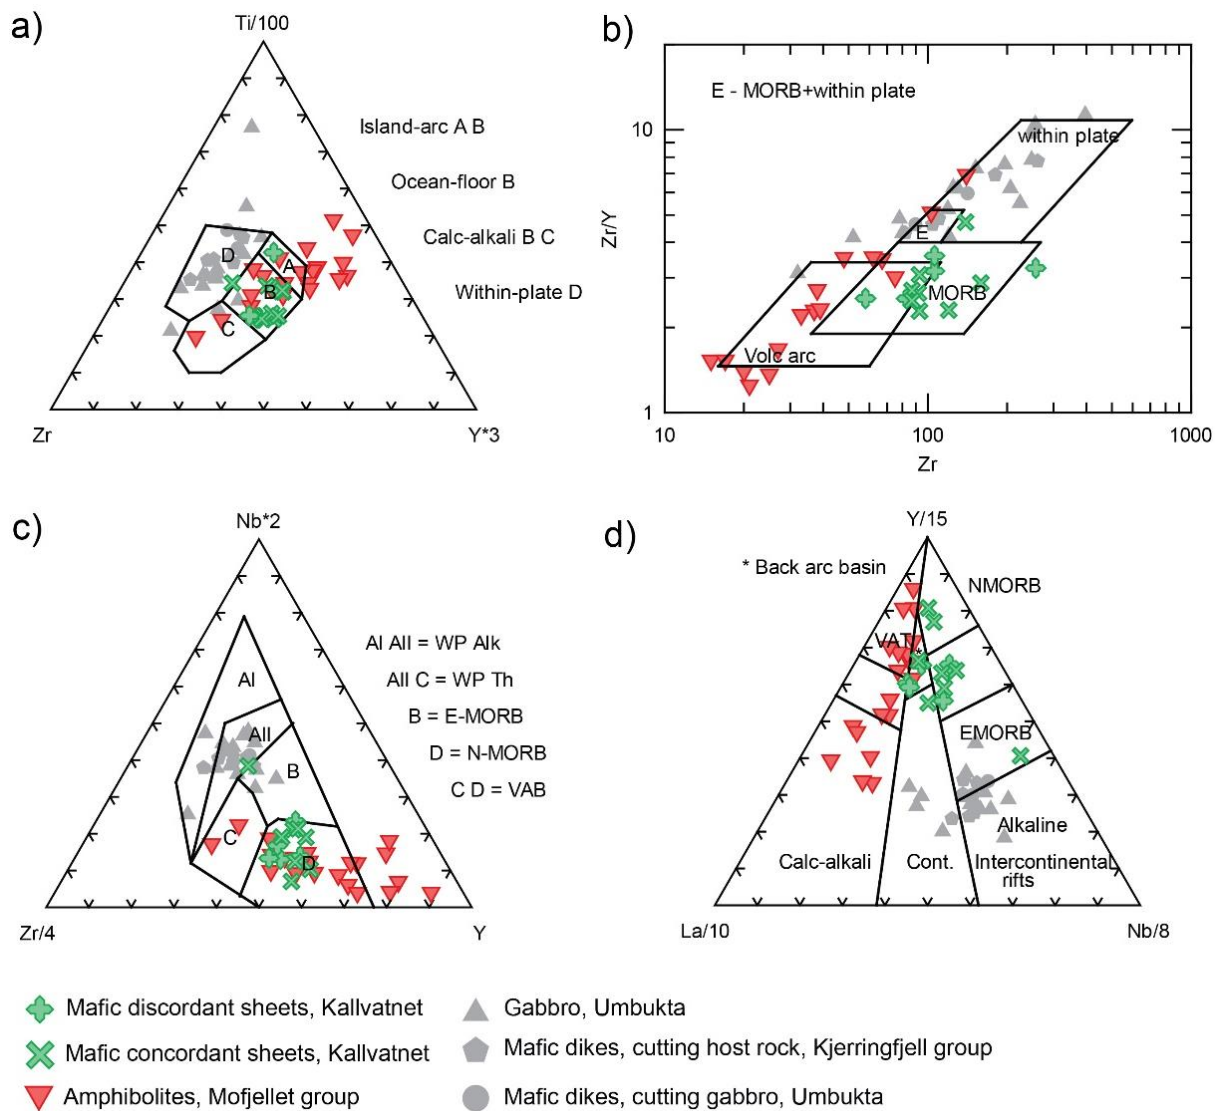 a)
Ti/100
Island-arc A B
Ocean-floor B
Calc-alkali B C
Within-plate D
D
A
B
C
Zr
Y*3
b)
E - MORB+within plate
within plate
E
MORB
Volc arc
Zr/Y
10
1
10
100
1000
Zr
c)
Nb*2
AI AII = WP Alk
AII C = WP Th
B = E-MORB
D = N-MORB
C D = VAB
AI
AII
B
C
D
Zr/4
Y
d)
Y/15
* Back arc basin
NMORB
VAT
*
EMORB
Alkaline
Calc-alkali
Cont.
Intercontinental
rifts
La/10
Nb/8
Mafic discordant sheets, Kallvatnet
Mafic concordant sheets, Kallvatnet
Amphibolites, Mofjellet group
Gabbro, Umbukta
Mafic dikes, cutting host rock, Kjerringfjell group
Mafic dikes, cutting gabbro, Umbukta